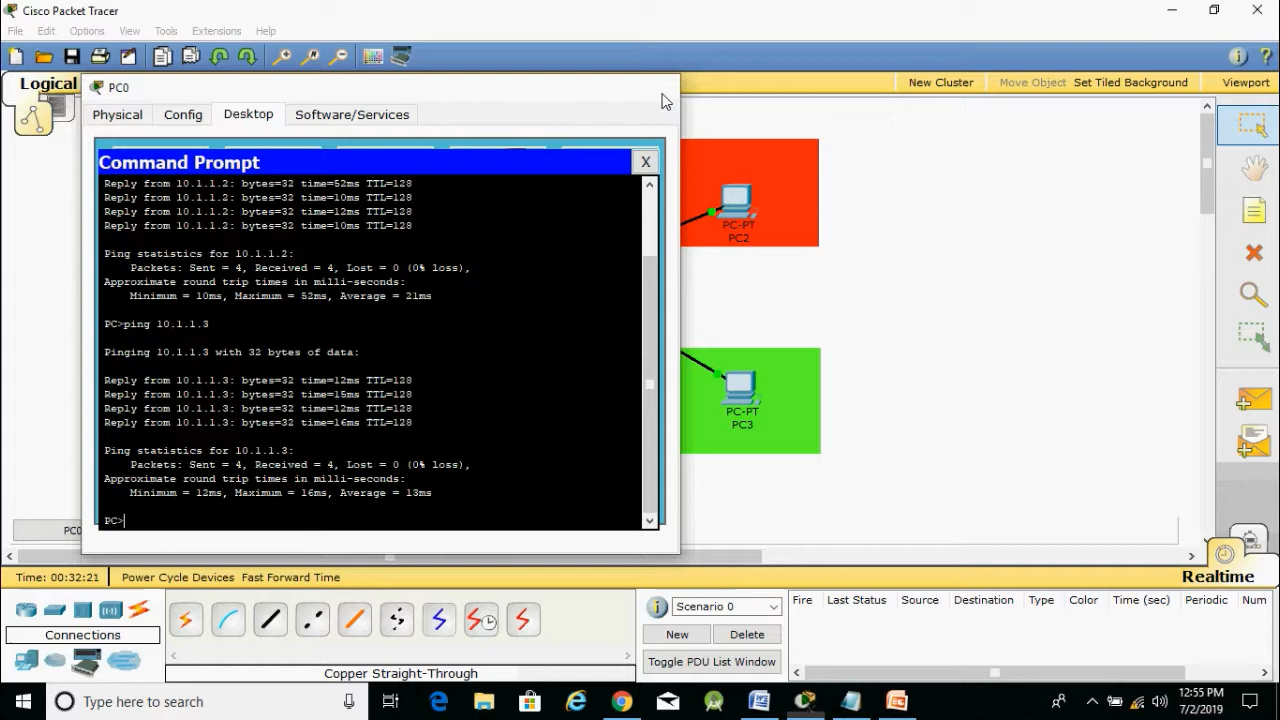 Cisco Packet Tracer
File Edit Options View Tools Extensions Help
Logical
New Cluster Move Object Set Tiled Background Viewport
PC0
Physical Config Desktop Software/Services
Command Prompt X
Reply from 10.1.1.2: bytes=32 time=52ms TTL=128
Reply from 10.1.1.2: bytes=32 time=10ms TTL=128
Reply from 10.1.1.2: bytes=32 time=12ms TTL=128
Reply from 10.1.1.2: bytes=32 time=10ms TTL=128
Ping statistics for 10.1.1.2:
Packets: Sent = 4, Received = 4, Lost = 0 (0% loss),
Approximate round trip times in milli-seconds:
Minimum = 10ms, Maximum = 52ms, Average = 21ms
PC>ping 10.1.1.3
Pinging 10.1.1.3 with 32 bytes of data:
Reply from 10.1.1.3: bytes=32 time=12ms TTL=128
Reply from 10.1.1.3: bytes=32 time=15ms TTL=128
Reply from 10.1.1.3: bytes=32 time=12ms TTL=128
Reply from 10.1.1.3: bytes=32 time=16ms TTL=128
Ping statistics for 10.1.1.3:
Packets: Sent = 4, Received = 4, Lost = 0 (0% loss),
Approximate round trip times in milli-seconds:
Minimum = 12ms, Maximum = 16ms, Average = 13ms
PC>
PC-PT
PC2
PC-PT
PC3
PC0
Time: 00:32:21 Power Cycle Devices Fast Forward Time
Realtime
Connections
Copper Straight-Through
Scenario 0
New Delete
Toggle PDU List Window
Fire Last Status Source Destination Type Color Time (sec) Periodic Num
Type here to search
12:55 PM
7/2/2019